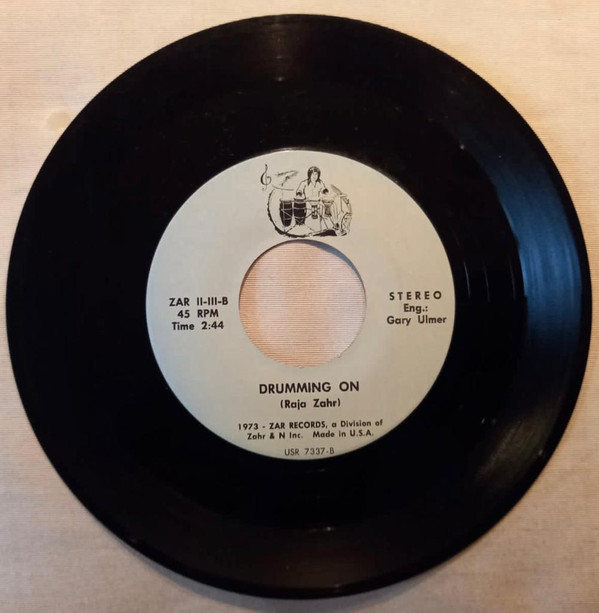 ZAR II-III-B
45 RPM
Time 2:44
STEREO
Eng.:
Gary Ulmer
DRUMMING ON
(Raja Zahr)
1973 - ZAR RECORDS, a Division of
Zahr & N Inc. Made in U.S.A.
USR 7337-B